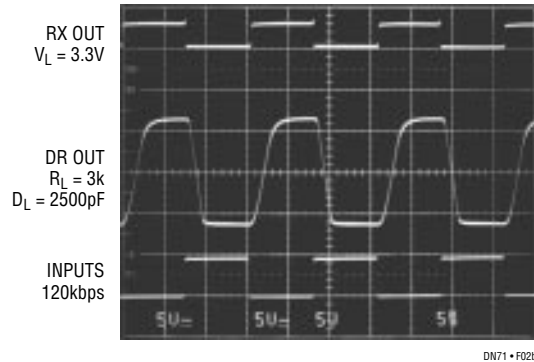 RX OUT
V_L = 3.3V
DR OUT
R_L = 3k
D_L = 2500pF
INPUTS
120kbps
5V 5V 5V
DN71 • F02b